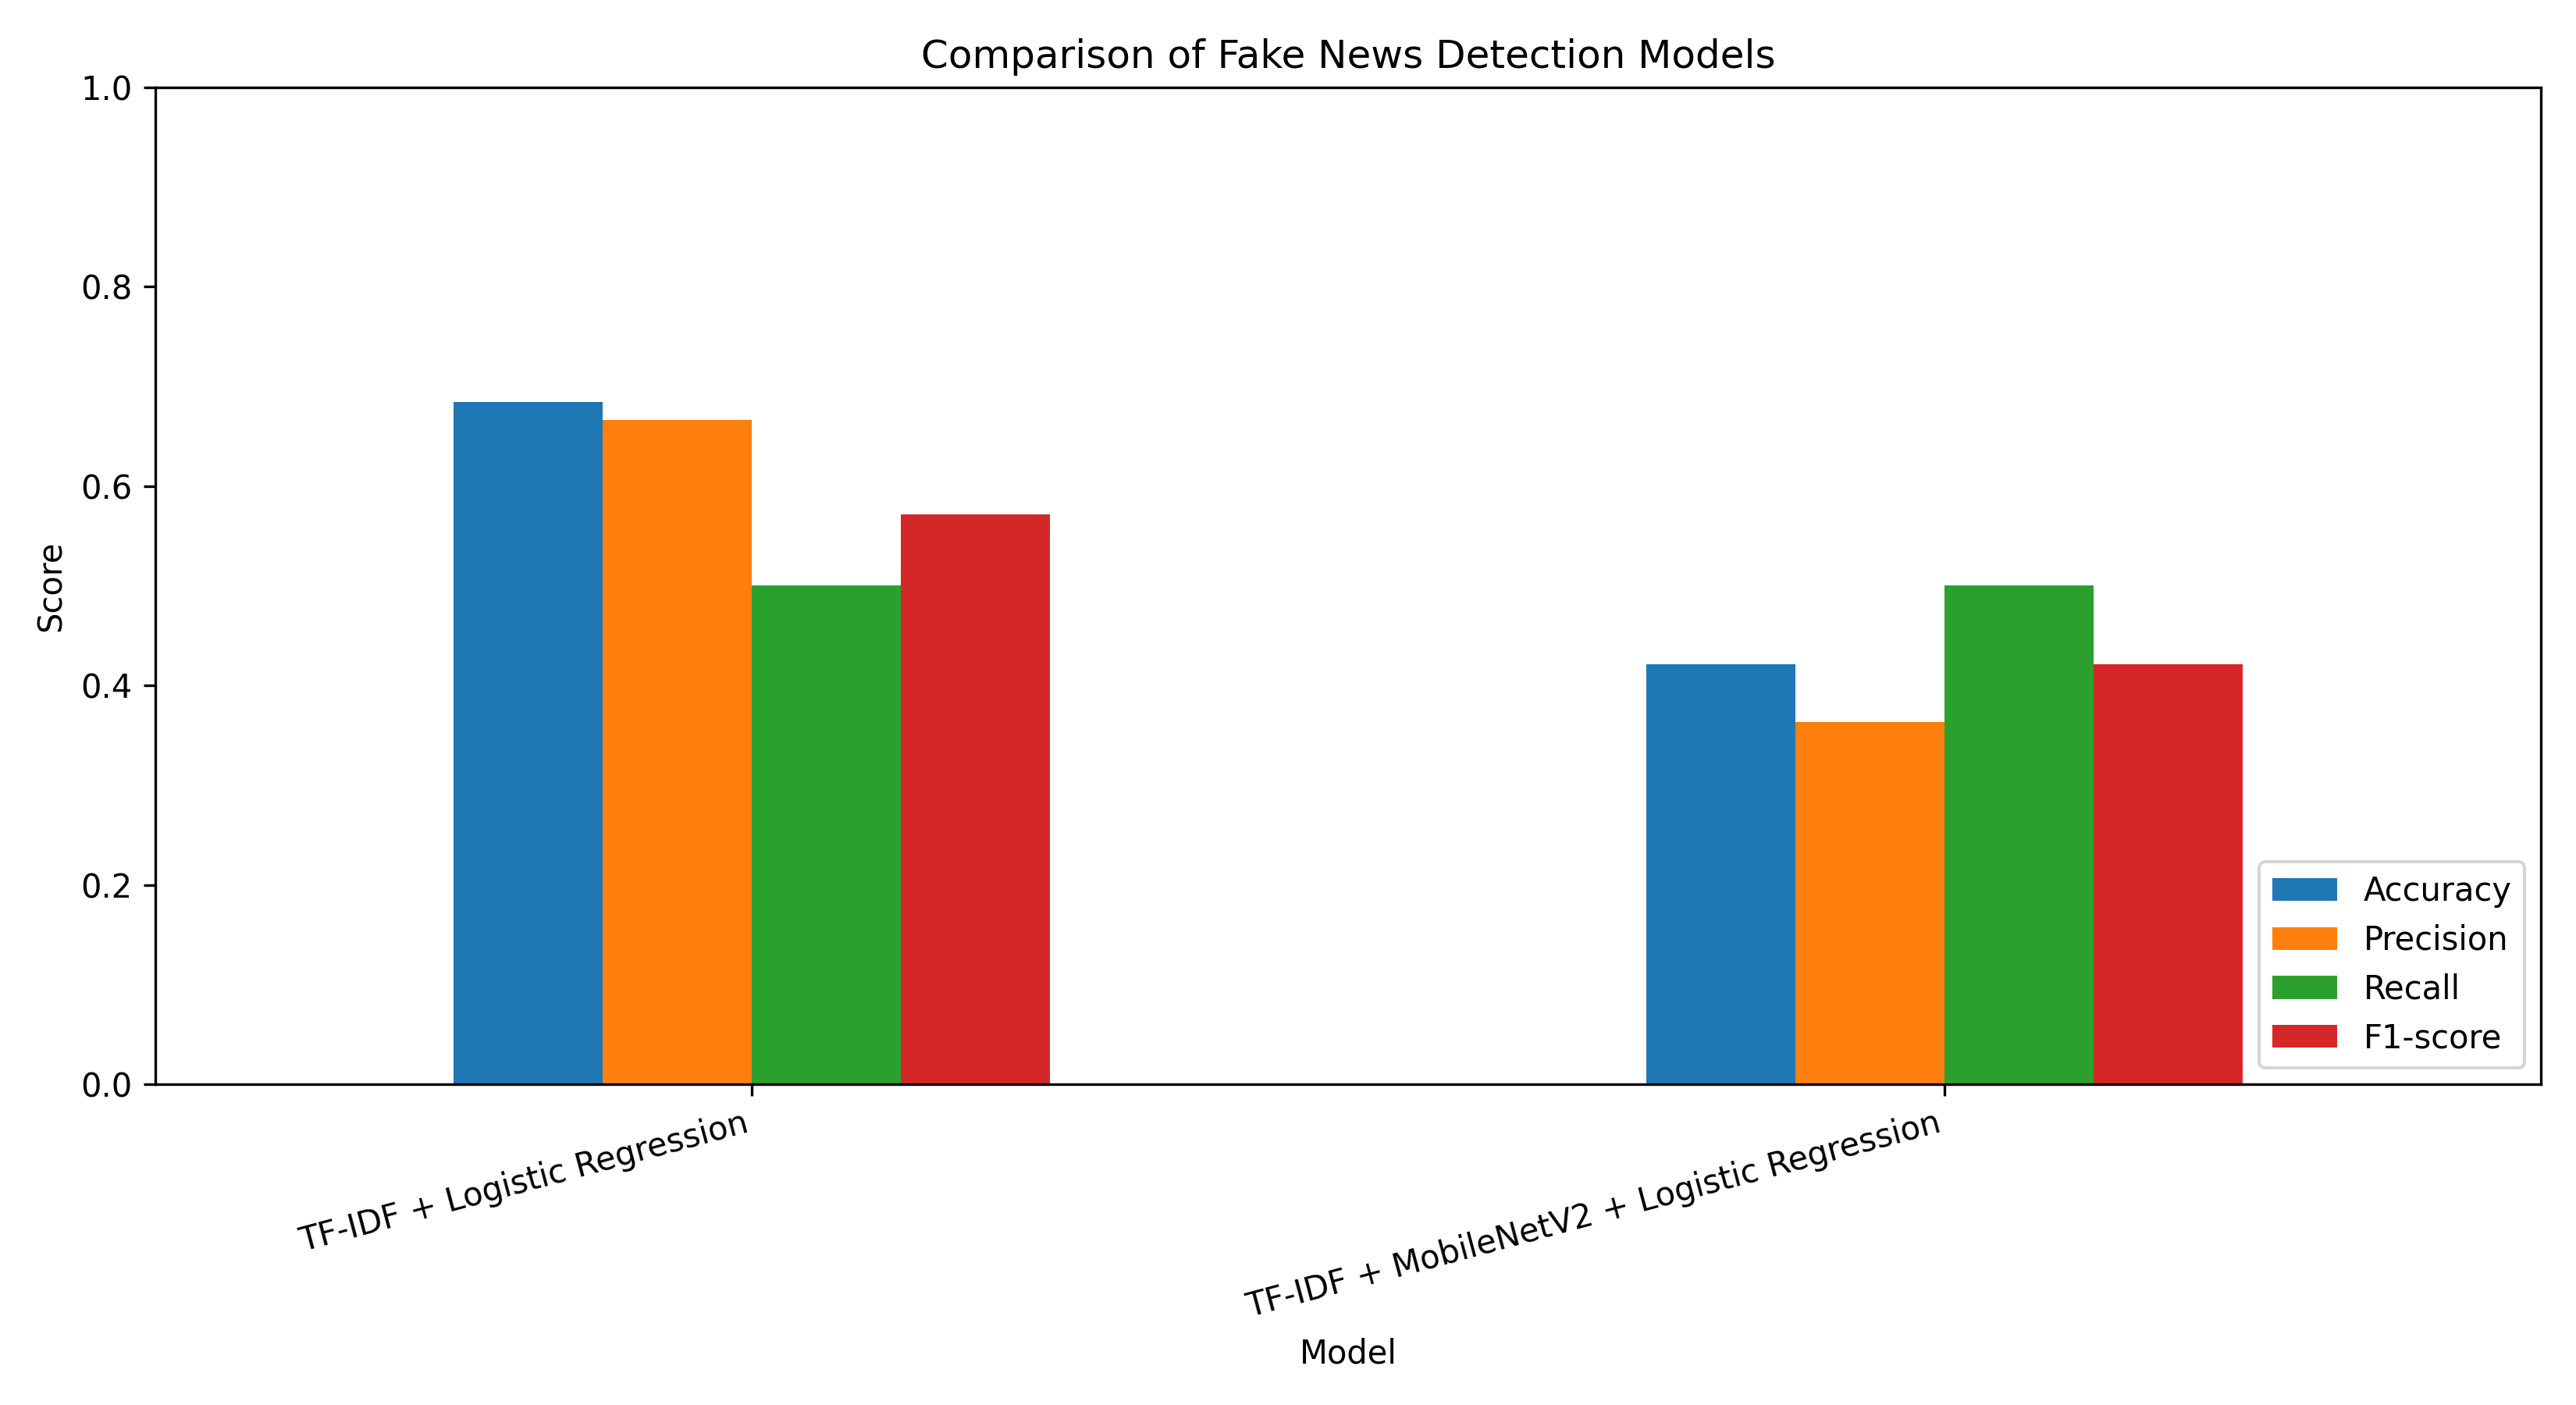 Comparison of Fake News Detection Models
1.0
0.8
0.6
0.4
0.2
0.0
Score
Accuracy
Precision
Recall
F1-score
TF-IDF + Logistic Regression
TF-IDF + MobileNetV2 + Logistic Regression
Model